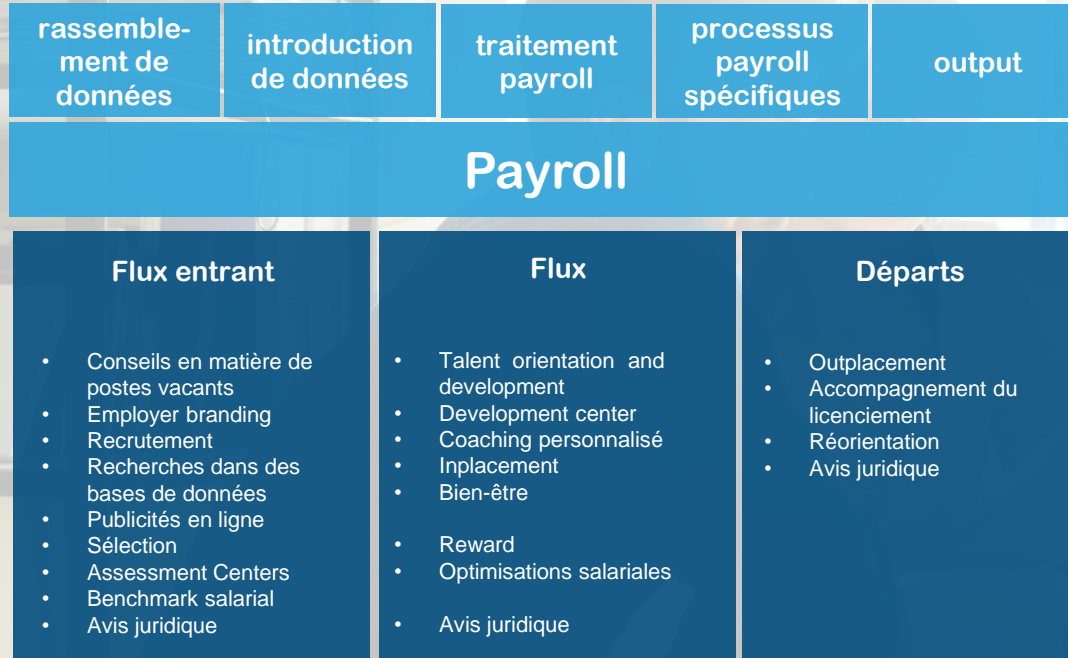 rassemble-
ment de
données
introduction
de données
traitement
payroll
processus
payroll
spécifiques
output
Payroll
Flux entrant
• Conseils en matière de
postes vacants
• Employer branding
• Recrutement
• Recherches dans des
bases de données
• Publicités en ligne
• Sélection
• Assessment Centers
• Benchmark salarial
• Avis juridique
Flux
• Talent orientation and
development
• Development center
• Coaching personnalisé
• Inplacement
• Bien-être
• Reward
• Optimisations salariales
• Avis juridique
Départs
• Outplacement
• Accompagnement du
licenciement
• Réorientation
• Avis juridique